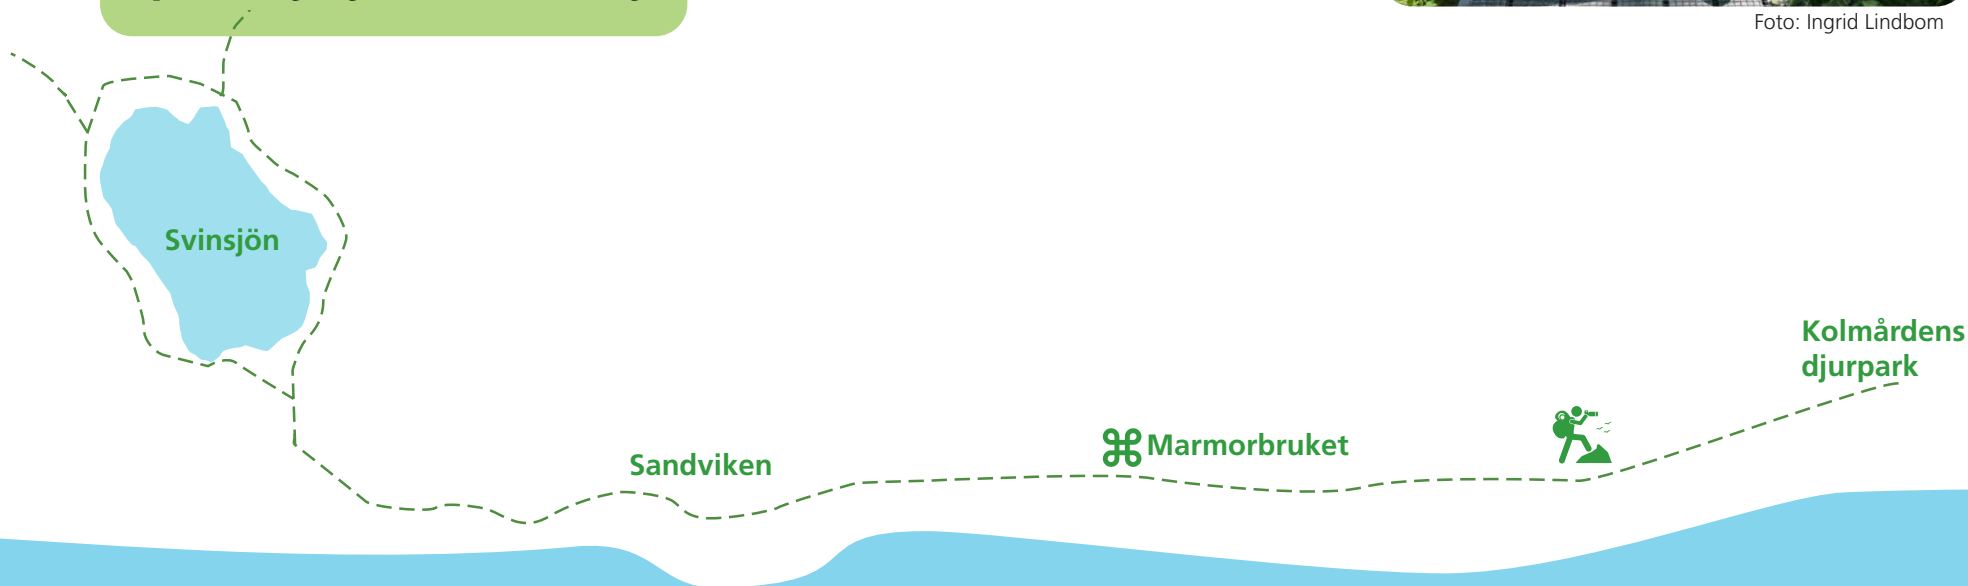 Foto: Ingrid Lindbom
Svinsjön
Kolmårdens
djurpark
Sandviken
Marmorbruket